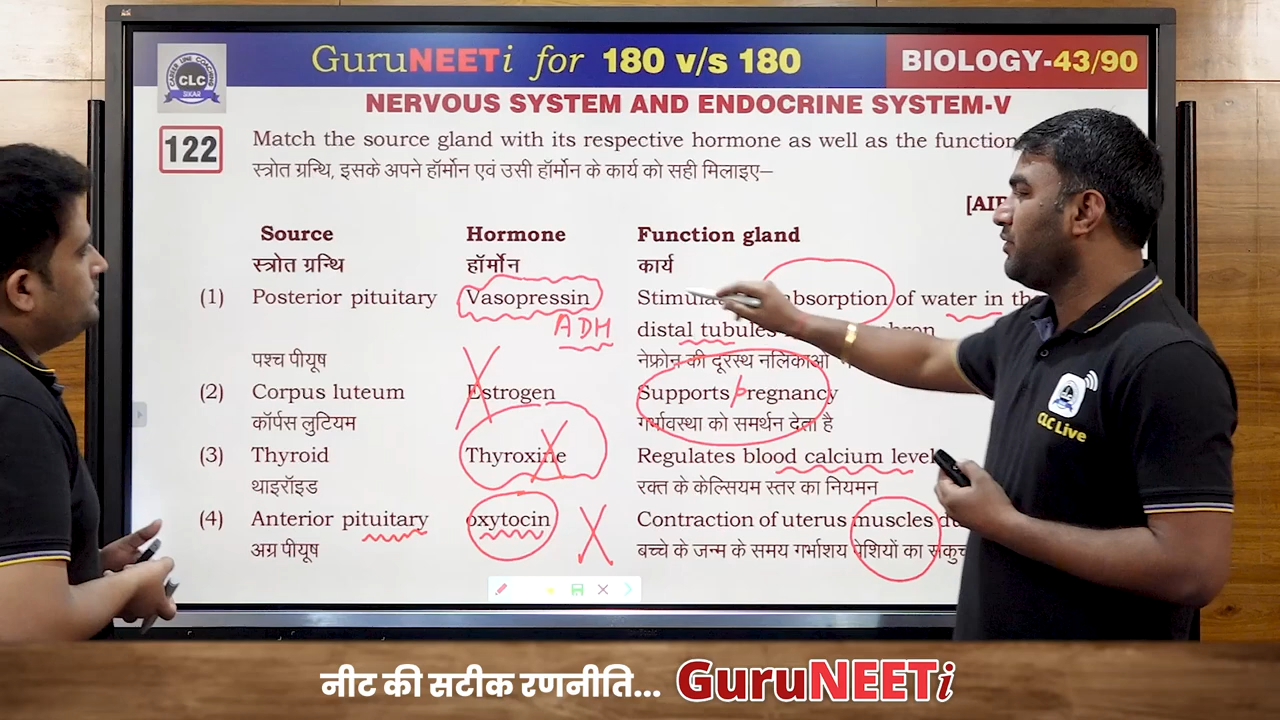 GuruNEETi for 180 v/s 180
BIOLOGY-43/90
CLC
SIKAR
NERVOUS SYSTEM AND ENDOCRINE SYSTEM-V
122
Match the source gland with its respective hormone as well as the function
स्त्रोत ग्रन्थि, इसके अपने हॉर्मोन एवं उसी हॉर्मोन के कार्य को सही मिलाइए–
Source Hormone Function gland
स्त्रोत ग्रन्थि हॉर्मोन कार्य
(1) Posterior pituitary Vasopressin of water in
ADH
distal tubules
पश्च पीयूष नेफ्रोन की दूरस्थ नलिकाओं
(2) Corpus luteum Estrogen Supports pregnancy
कॉर्पस लुटियम गर्भावस्था को समर्थन देता है
(3) Thyroid Thyroxine Regulates blood calcium level
थाइरॉइड रक्त के केल्सियम स्तर का नियमन
(4) Anterior pituitary oxytocin Contraction of uterus muscles
अग्र पीयूष बच्चे के जन्म के समय गर्भाशय पेशियों का
CLC Live
नीट की सटीक रणनीति... GuruNEETi